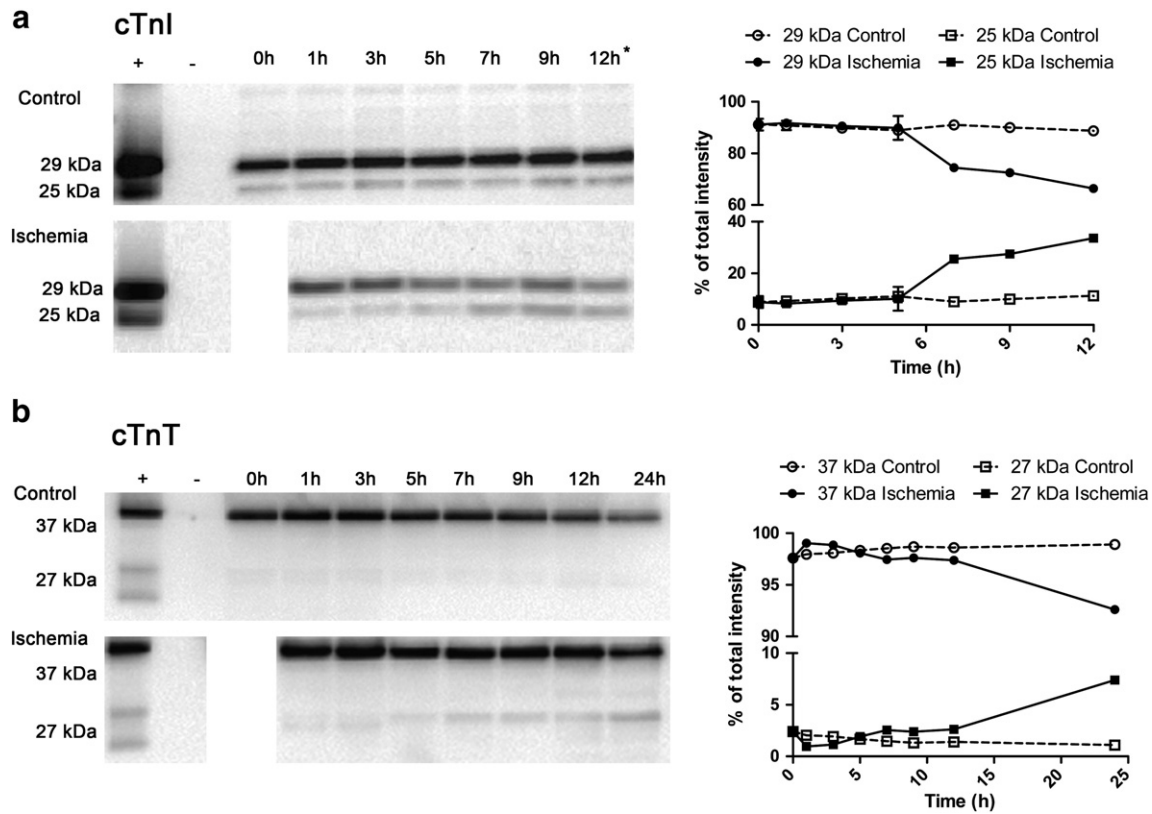 a
cTnI
+ - 0h 1h 3h 5h 7h 9h 12h*
Control
29 kDa
25 kDa
Ischemia
29 kDa
25 kDa
29 kDa Control 25 kDa Control
29 kDa Ischemia 25 kDa Ischemia
% of total intensity
100
80
60
40
20
0
0 3 6 9 12
Time (h)
b
cTnT
+ - 0h 1h 3h 5h 7h 9h 12h 24h
Control
37 kDa
27 kDa
Ischemia
37 kDa
27 kDa
37 kDa Control 27 kDa Control
37 kDa Ischemia 27 kDa Ischemia
% of total intensity
100
95
90
10
5
0
0 5 10 15 20 25
Time (h)